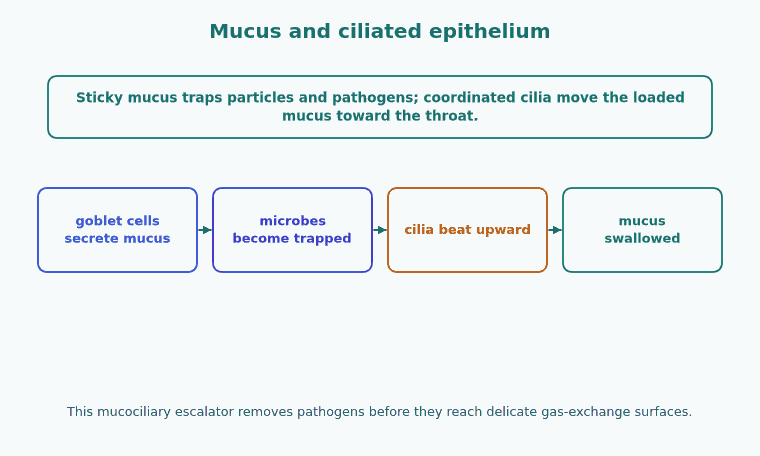 Mucus and ciliated epithelium
Sticky mucus traps particles and pathogens; coordinated cilia move the loaded
mucus toward the throat.
goblet cells
secrete mucus
microbes
become trapped
cilia beat upward
mucus
swallowed
This mucociliary escalator removes pathogens before they reach delicate gas-exchange surfaces.